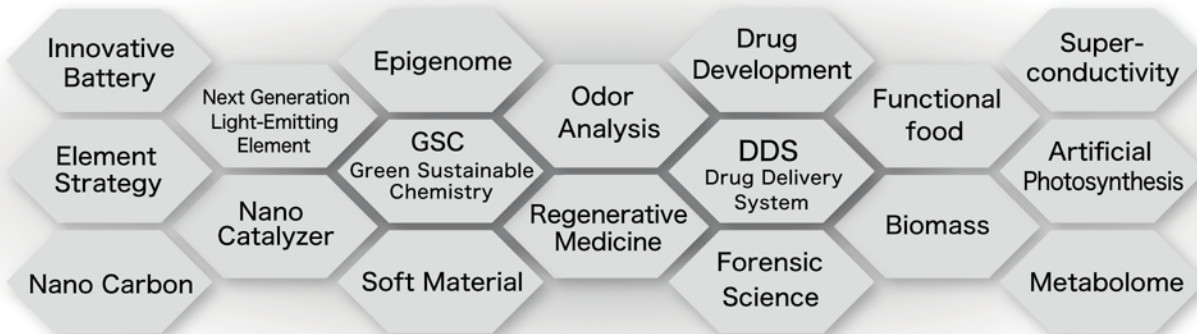 Innovative
Battery
Element
Strategy
Nano Carbon
Next Generation
Light-Emitting
Element
Nano
Catalyzer
Epigenome
GSC
Green Sustainable
Chemistry
Soft Material
Odor
Analysis
Regenerative
Medicine
Drug
Development
DDS
Drug Delivery
System
Forensic
Science
Functional
food
Biomass
Super-
conductivity
Artificial
Photosynthesis
Metabolome